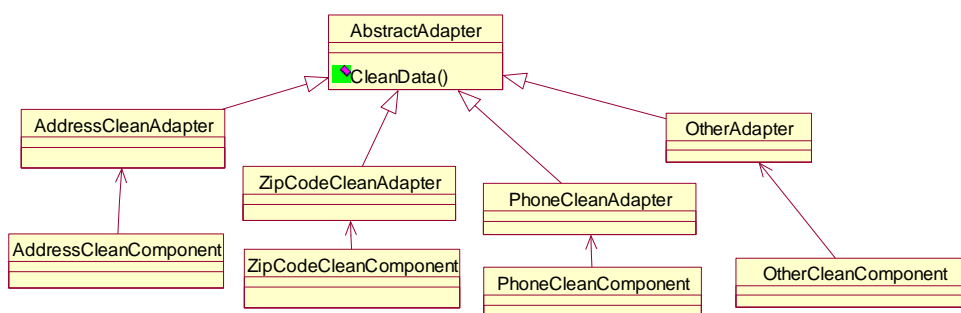 AbstractAdapter
CleanData()
AddressCleanAdapter
OtherAdapter
ZipCodeCleanAdapter
PhoneCleanAdapter
AddressCleanComponent
ZipCodeCleanComponent
PhoneCleanComponent
OtherCleanComponent